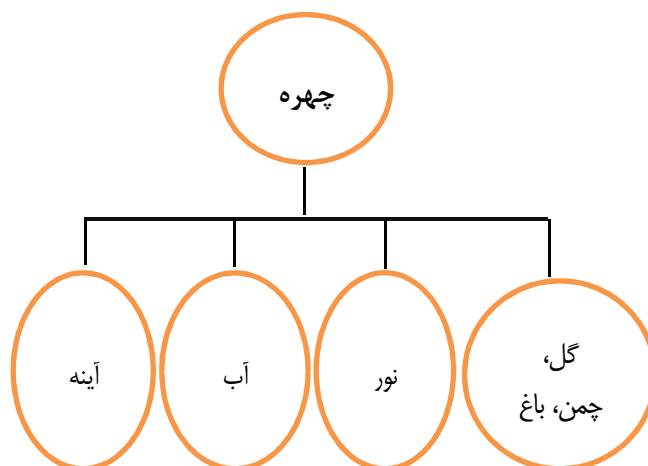 چهره
گل،
چمن، باغ
نور
آب
آینه